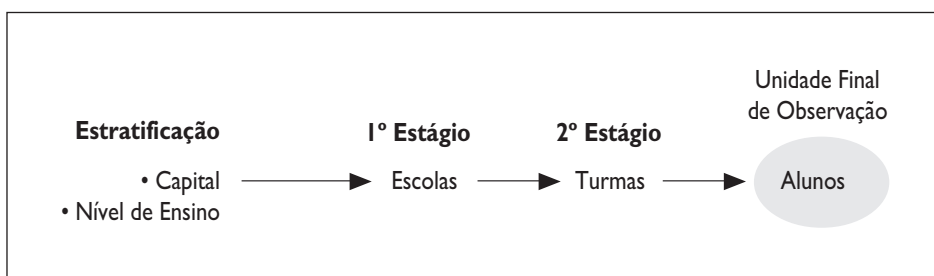 Unidade Final
de Observação
Estratificação
1º Estágio
2º Estágio
• Capital
Escolas
Turmas
Alunos
• Nível de Ensino